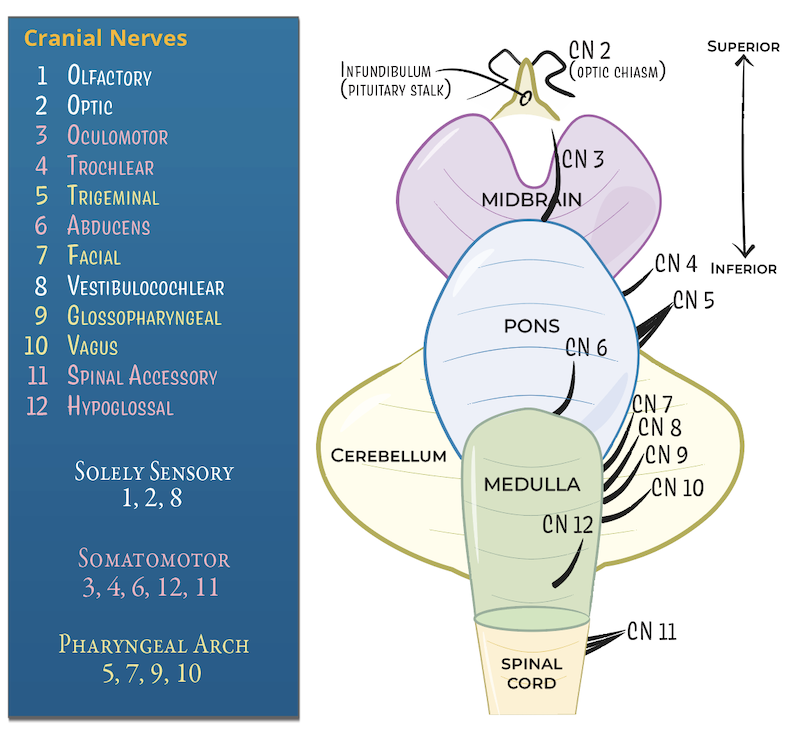 Cranial Nerves
1 Olfactory
2 Optic
3 Oculomotor
4 Trochlear
5 Trigeminal
6 Abducens
7 Facial
8 Vestibulocochlear
9 Glossopharyngeal
10 Vagus
11 Spinal Accessory
12 Hypoglossal
Solely Sensory
1, 2, 8
Somatomotor
3, 4, 6, 12, 11
Pharyngeal Arch
5, 7, 9, 10
Infundibulum
(pituitary stalk)
CN 2
(optic chiasm)
Superior
Inferior
CN 3
MIDBRAIN
CN 4
CN 5
PONS
CN 6
CN 7
CN 8
CN 9
CN 10
Cerebellum
MEDULLA
CN 12
CN 11
SPINAL
CORD